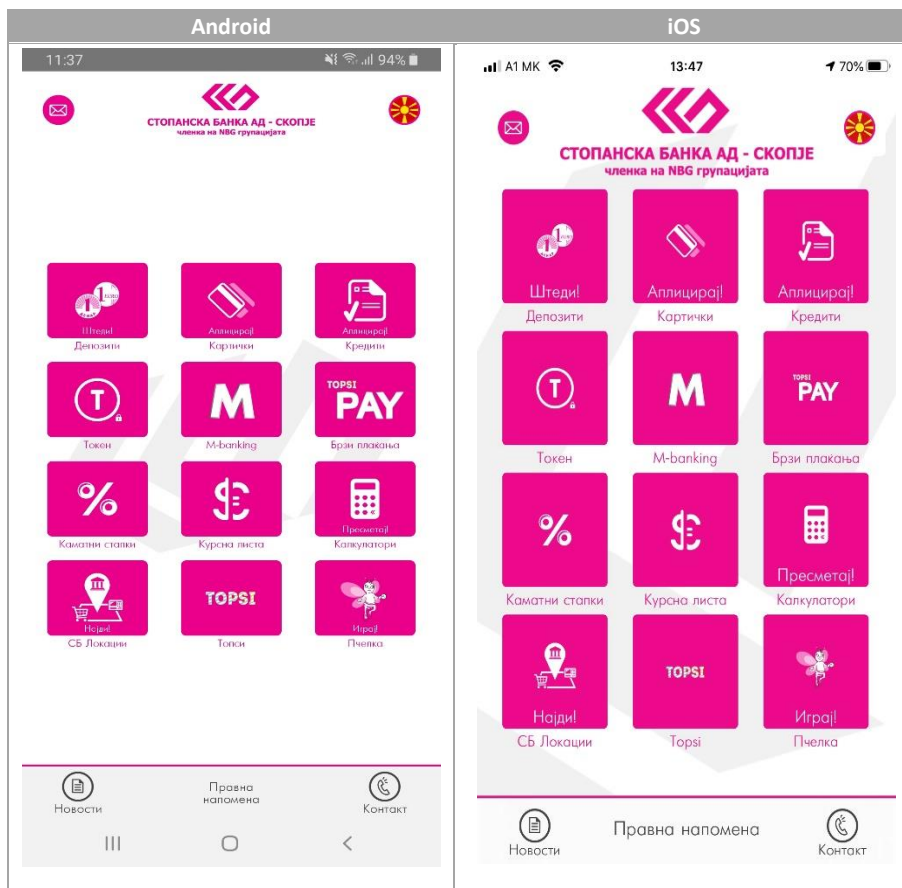 Android
iOS
11:37
94%
СТОПАНСКА БАНКА АД - СКОПЈЕ
членка на NBG групацијата
Штеди!
Аплицирај!
Аплицирај!
Депозити
Картички
Кредити
T
M
TOPSI
PAY
Токен
M-banking
Брзи плакања
%
Пресметај!
Каматни стапки
Курсна листа
Калкулатори
Најди!
TOPSI
Играј!
СБ Локации
Топси
Пчелка
Новости
Правна
напомена
Контакт
A1 MK
13:47
70%
СТОПАНСКА БАНКА АД - СКОПЈЕ
членка на NBG групацијата
Штеди!
Аплицирај!
Аплицирај!
Депозити
Картички
Кредити
T
M
TOPSI
PAY
Токен
M-banking
Брзи плакања
%
Пресметај!
Каматни стапки
Курсна листа
Калкулатори
Најди!
TOPSI
Играј!
СБ Локации
Topsi
Пчелка
Новости
Правна напомена
Контакт